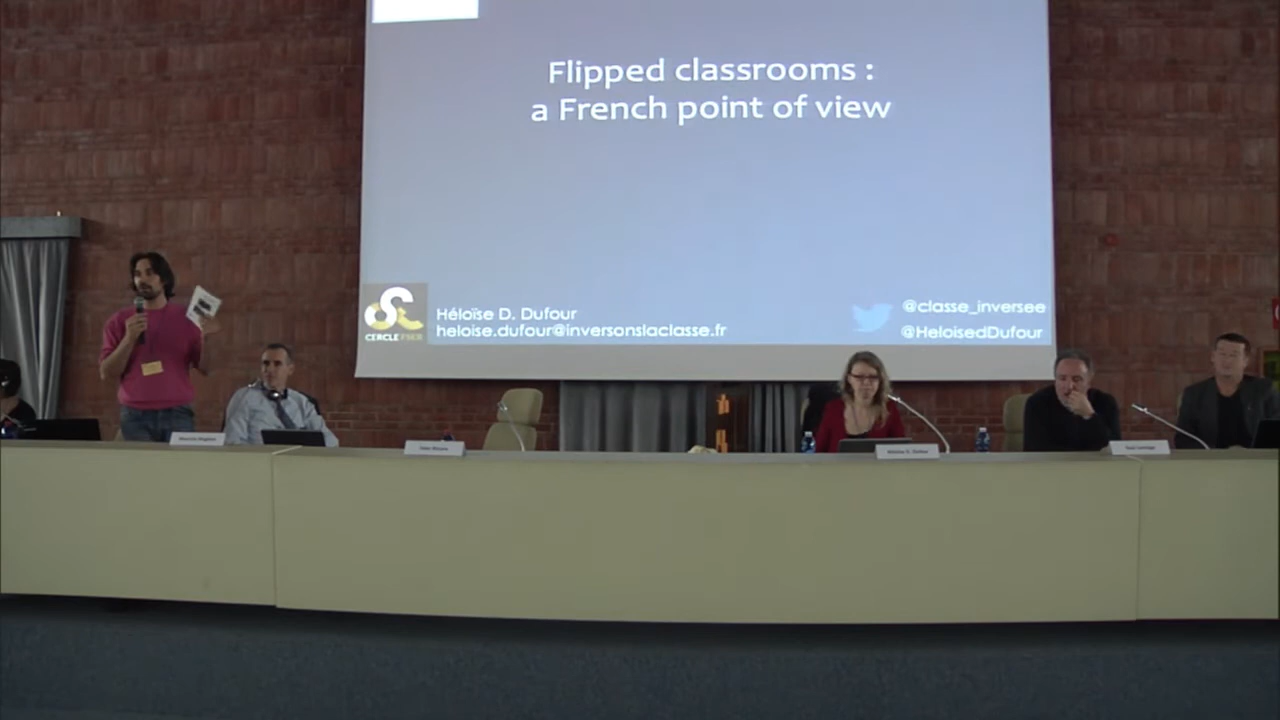 Flipped classrooms :
a French point of view
Héloïse D. Dufour
heloise.dufour@inversonslaclasse.fr
@classe_inversee
@HeloisedDufour
CERCLE FSER